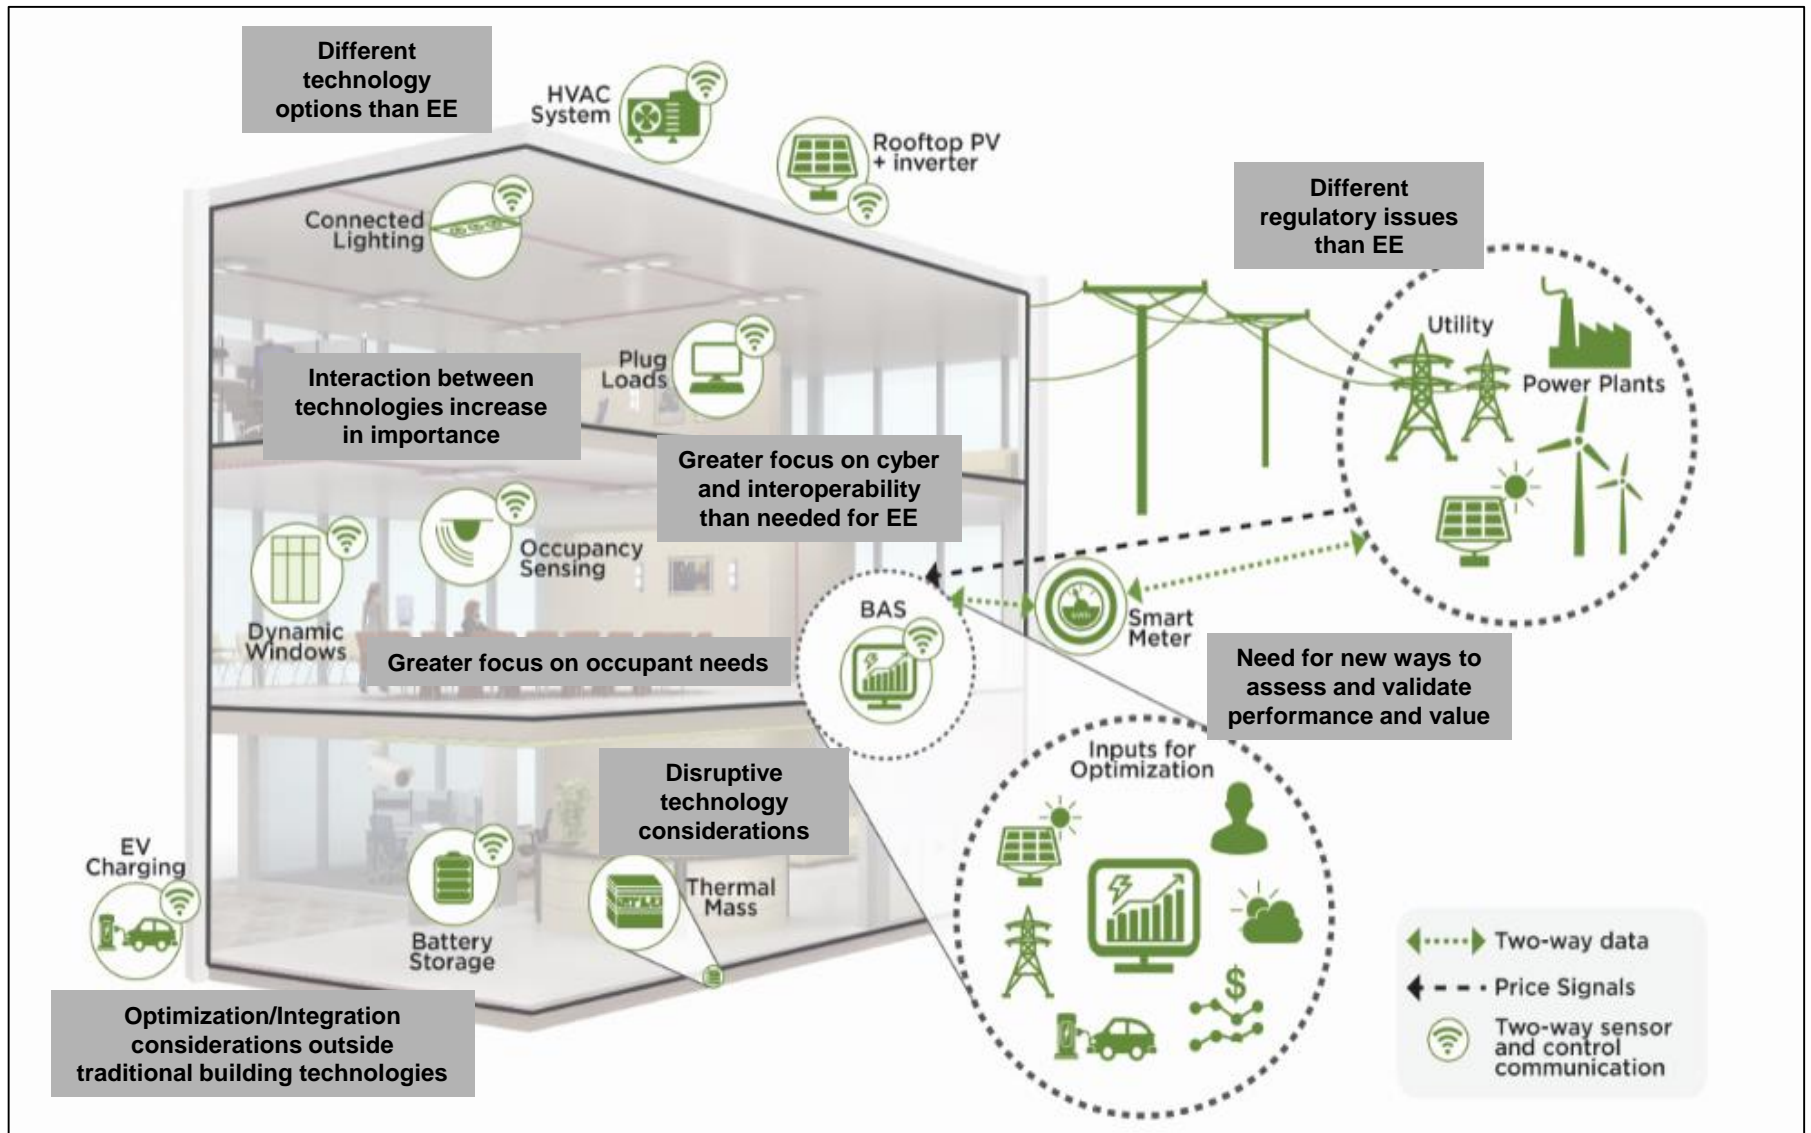 Different
technology
options than EE
HVAC
System
Rooftop PV
+ inverter
Connected
Lighting
Different
regulatory issues
than EE
Utility
Power Plants
Plug
Loads
Interaction between
technologies increase
in importance
Greater focus on cyber
and interoperability
than needed for EE
Occupancy
Sensing
Dynamic
Windows
BAS
Smart
Meter
Greater focus on occupant needs
Need for new ways to
assess and validate
performance and value
Inputs for
Optimization
Disruptive
technology
considerations
EV
Charging
Battery
Storage
Thermal
Mass
$
Optimization/Integration
considerations outside
traditional building technologies
Two-way data
Price Signals
Two-way sensor
and control
communication